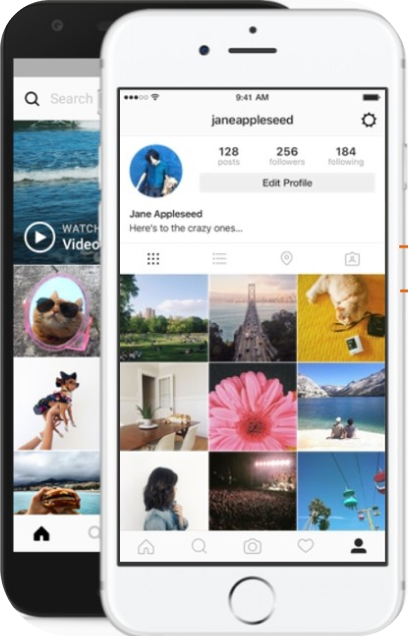 Search
WATCH
Video
9:41 AM
janeappleseed
128
posts
256
followers
184
following
Edit Profile
Jane Appleseed
Here's to the crazy ones...